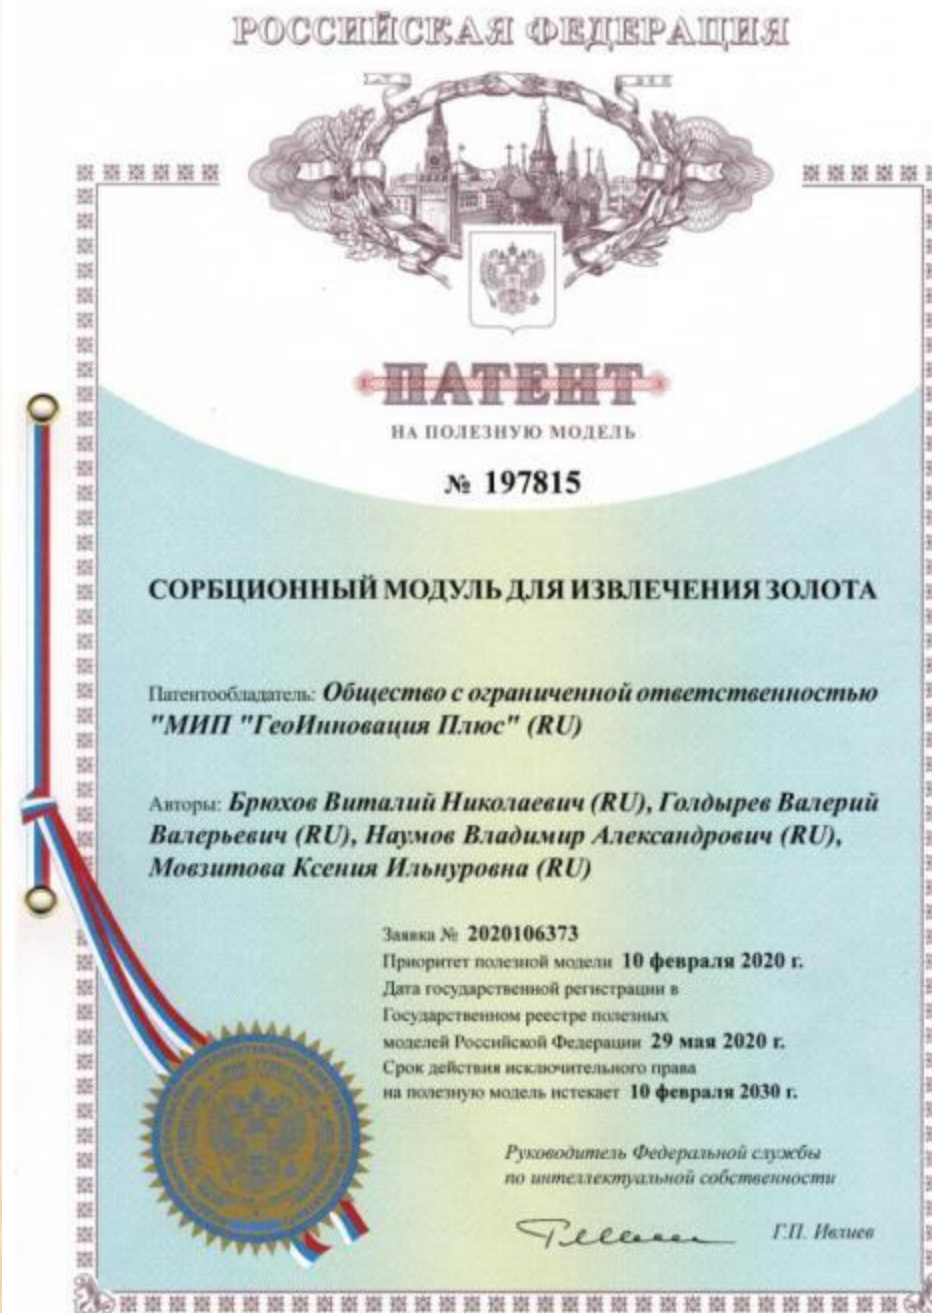 РОССИЙСКАЯ ФЕДЕРАЦИЯ
ПАТЕНТ
НА ПОЛЕЗНУЮ МОДЕЛЬ
№ 197815
СОРБЦИОННЫЙ МОДУЛЬ ДЛЯ ИЗВЛЕЧЕНИЯ ЗОЛОТА
Патентообладатель: Общество с ограниченной ответственностью
"МИП "ГеоИнновация Плюс" (RU)
Авторы: Брюхов Виталий Николаевич (RU), Голдырев Валерий
Валерьевич (RU), Наумов Владимир Александрович (RU),
Мовзитова Ксения Ильнуровна (RU)
Заявка № 2020106373
Приоритет полезной модели 10 февраля 2020 г.
Дата государственной регистрации в
Государственном реестре полезных
моделей Российской Федерации 29 мая 2020 г.
Срок действия исключительного права
на полезную модель истекает 10 февраля 2030 г.
Руководитель Федеральной службы
по интеллектуальной собственности
Г.П. Ивлиев